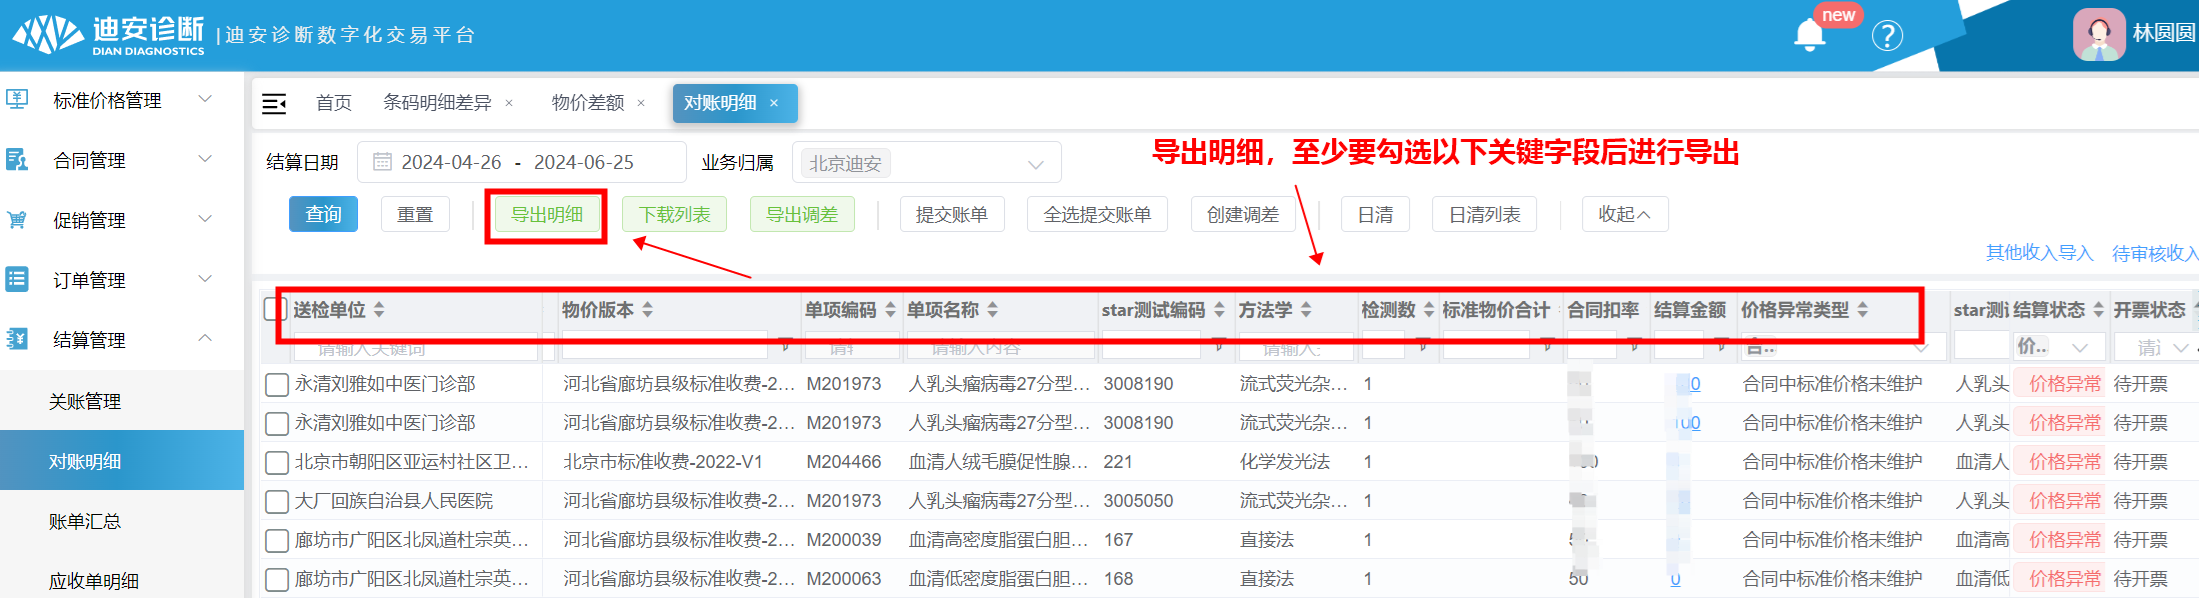 迪安诊断
DIAN DIAGNOSTICS
|迪安诊断数字化交易平台
new
?
林圆圆
标准价格管理
合同管理
促销管理
订单管理
结算管理
关账管理
对账明细
账单汇总
应收单明细
首页 条码明细差异 × 物价差额 × 对账明细 ×
导出明细，至少要勾选以下关键字段后进行导出
结算日期 2024-04-26 - 2024-06-25 业务归属 北京迪安
查询 重置 导出明细 下载列表 导出调差 提交账单 全选提交账单 创建调差 日清 日清列表 收起
其他收入导入 待审核收入
送检单位 物价版本 单项编码 单项名称 star测试编码 方法学 检测数 标准物价合计 合同扣率 结算金额 价格异常类型 star测 结算状态 开票状态
请输入关键词 请输入内容 合.. 价..
永清刘雅如中医门诊部 河北省廊坊县级标准收费-2... M201973 人乳头瘤病毒27分型... 3008190 流式荧光杂... 1 合同中标准价格未维护 人乳头 价格异常 待开票
永清刘雅如中医门诊部 河北省廊坊县级标准收费-2... M201973 人乳头瘤病毒27分型... 3008190 流式荧光杂... 1 合同中标准价格未维护 人乳头 价格异常 待开票
北京市朝阳区亚运村社区卫... 北京市标准收费-2022-V1 M204466 血清人绒毛膜促性腺... 221 化学发光法 1 合同中标准价格未维护 血清人 价格异常 待开票
大厂回族自治县人民医院 河北省廊坊县级标准收费-2... M201973 人乳头瘤病毒27分型... 3005050 流式荧光杂... 1 合同中标准价格未维护 人乳头 价格异常 待开票
廊坊市广阳区北凤道杜宗英... 河北省廊坊县级标准收费-2... M200039 血清高密度脂蛋白胆... 167 直接法 1 合同中标准价格未维护 血清高 价格异常 待开票
廊坊市广阳区北凤道杜宗英... 河北省廊坊县级标准收费-2... M200063 血清低密度脂蛋白胆... 168 直接法 1 50 0 合同中标准价格未维护 血清低 价格异常 待开票